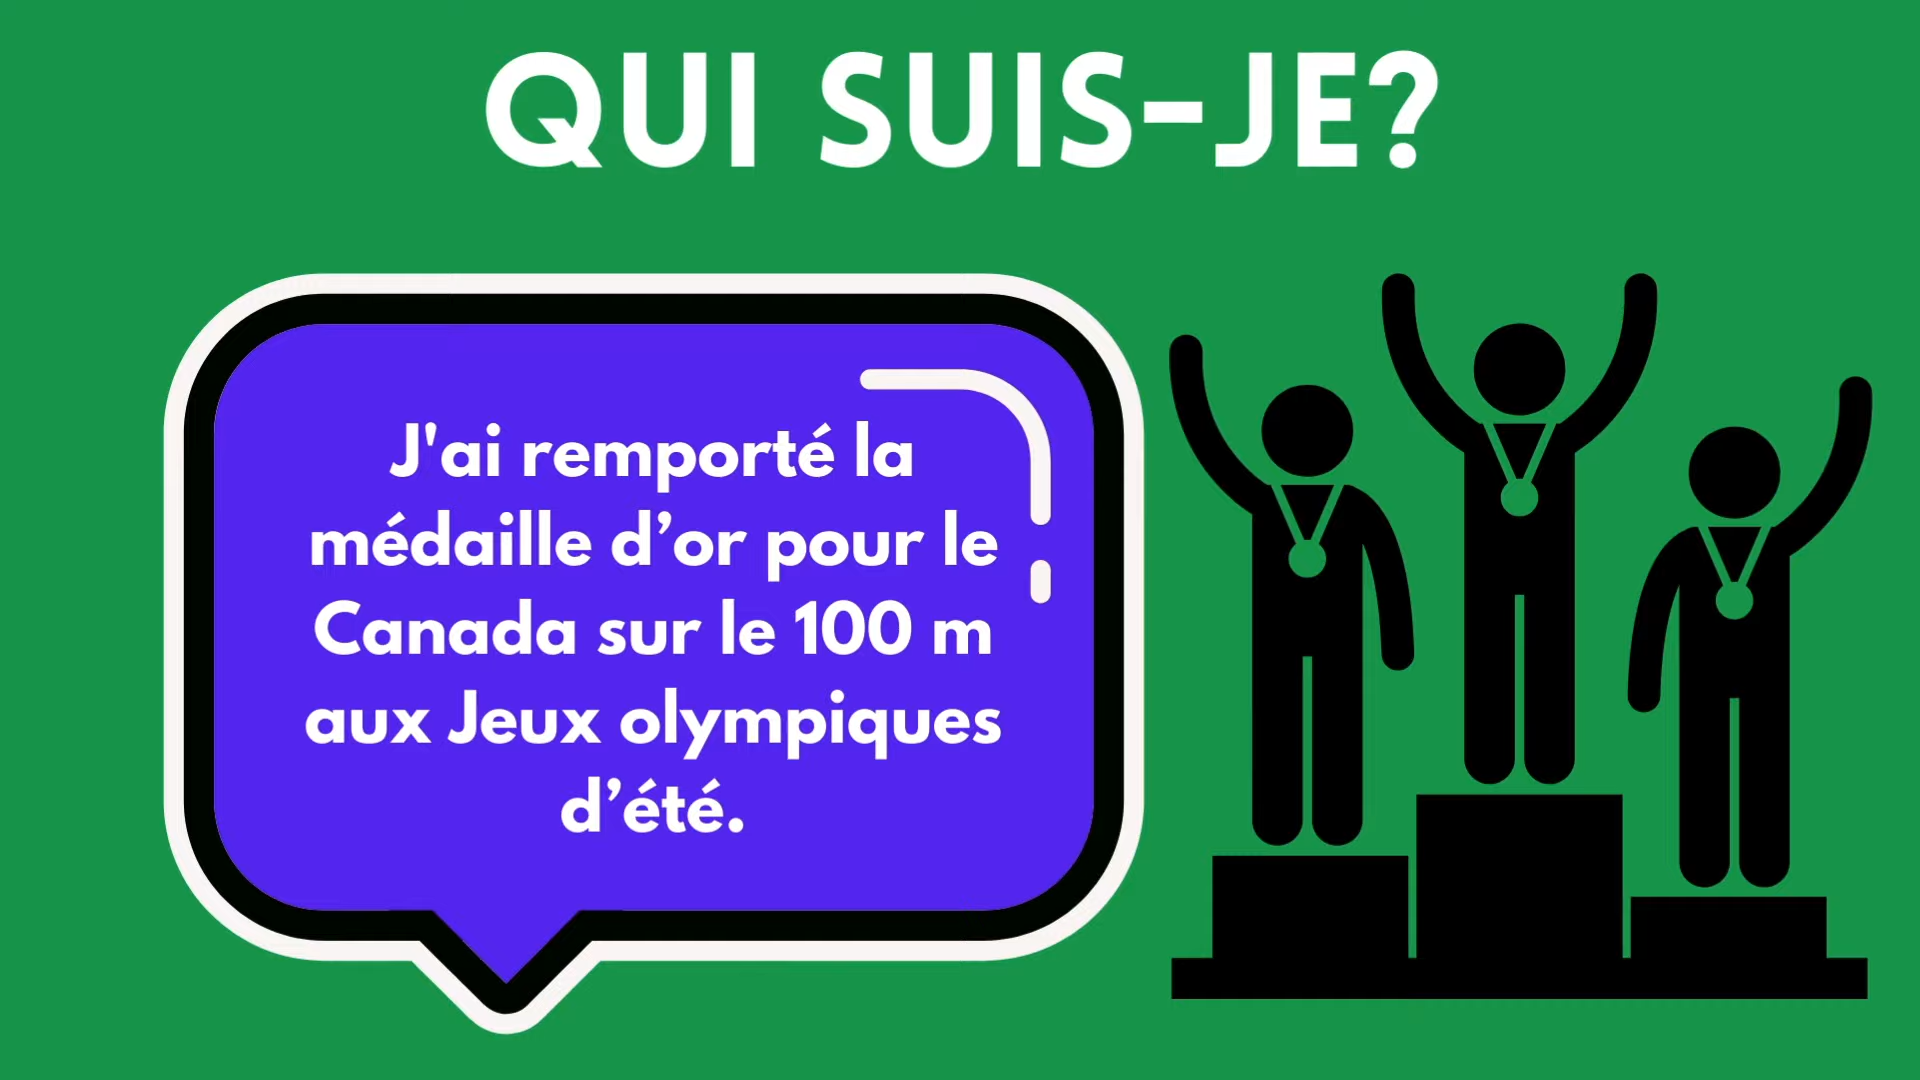 QUI SUIS-JE?
J'ai remporté la
médaille d’or pour le
Canada sur le 100 m
aux Jeux olympiques
d’été.